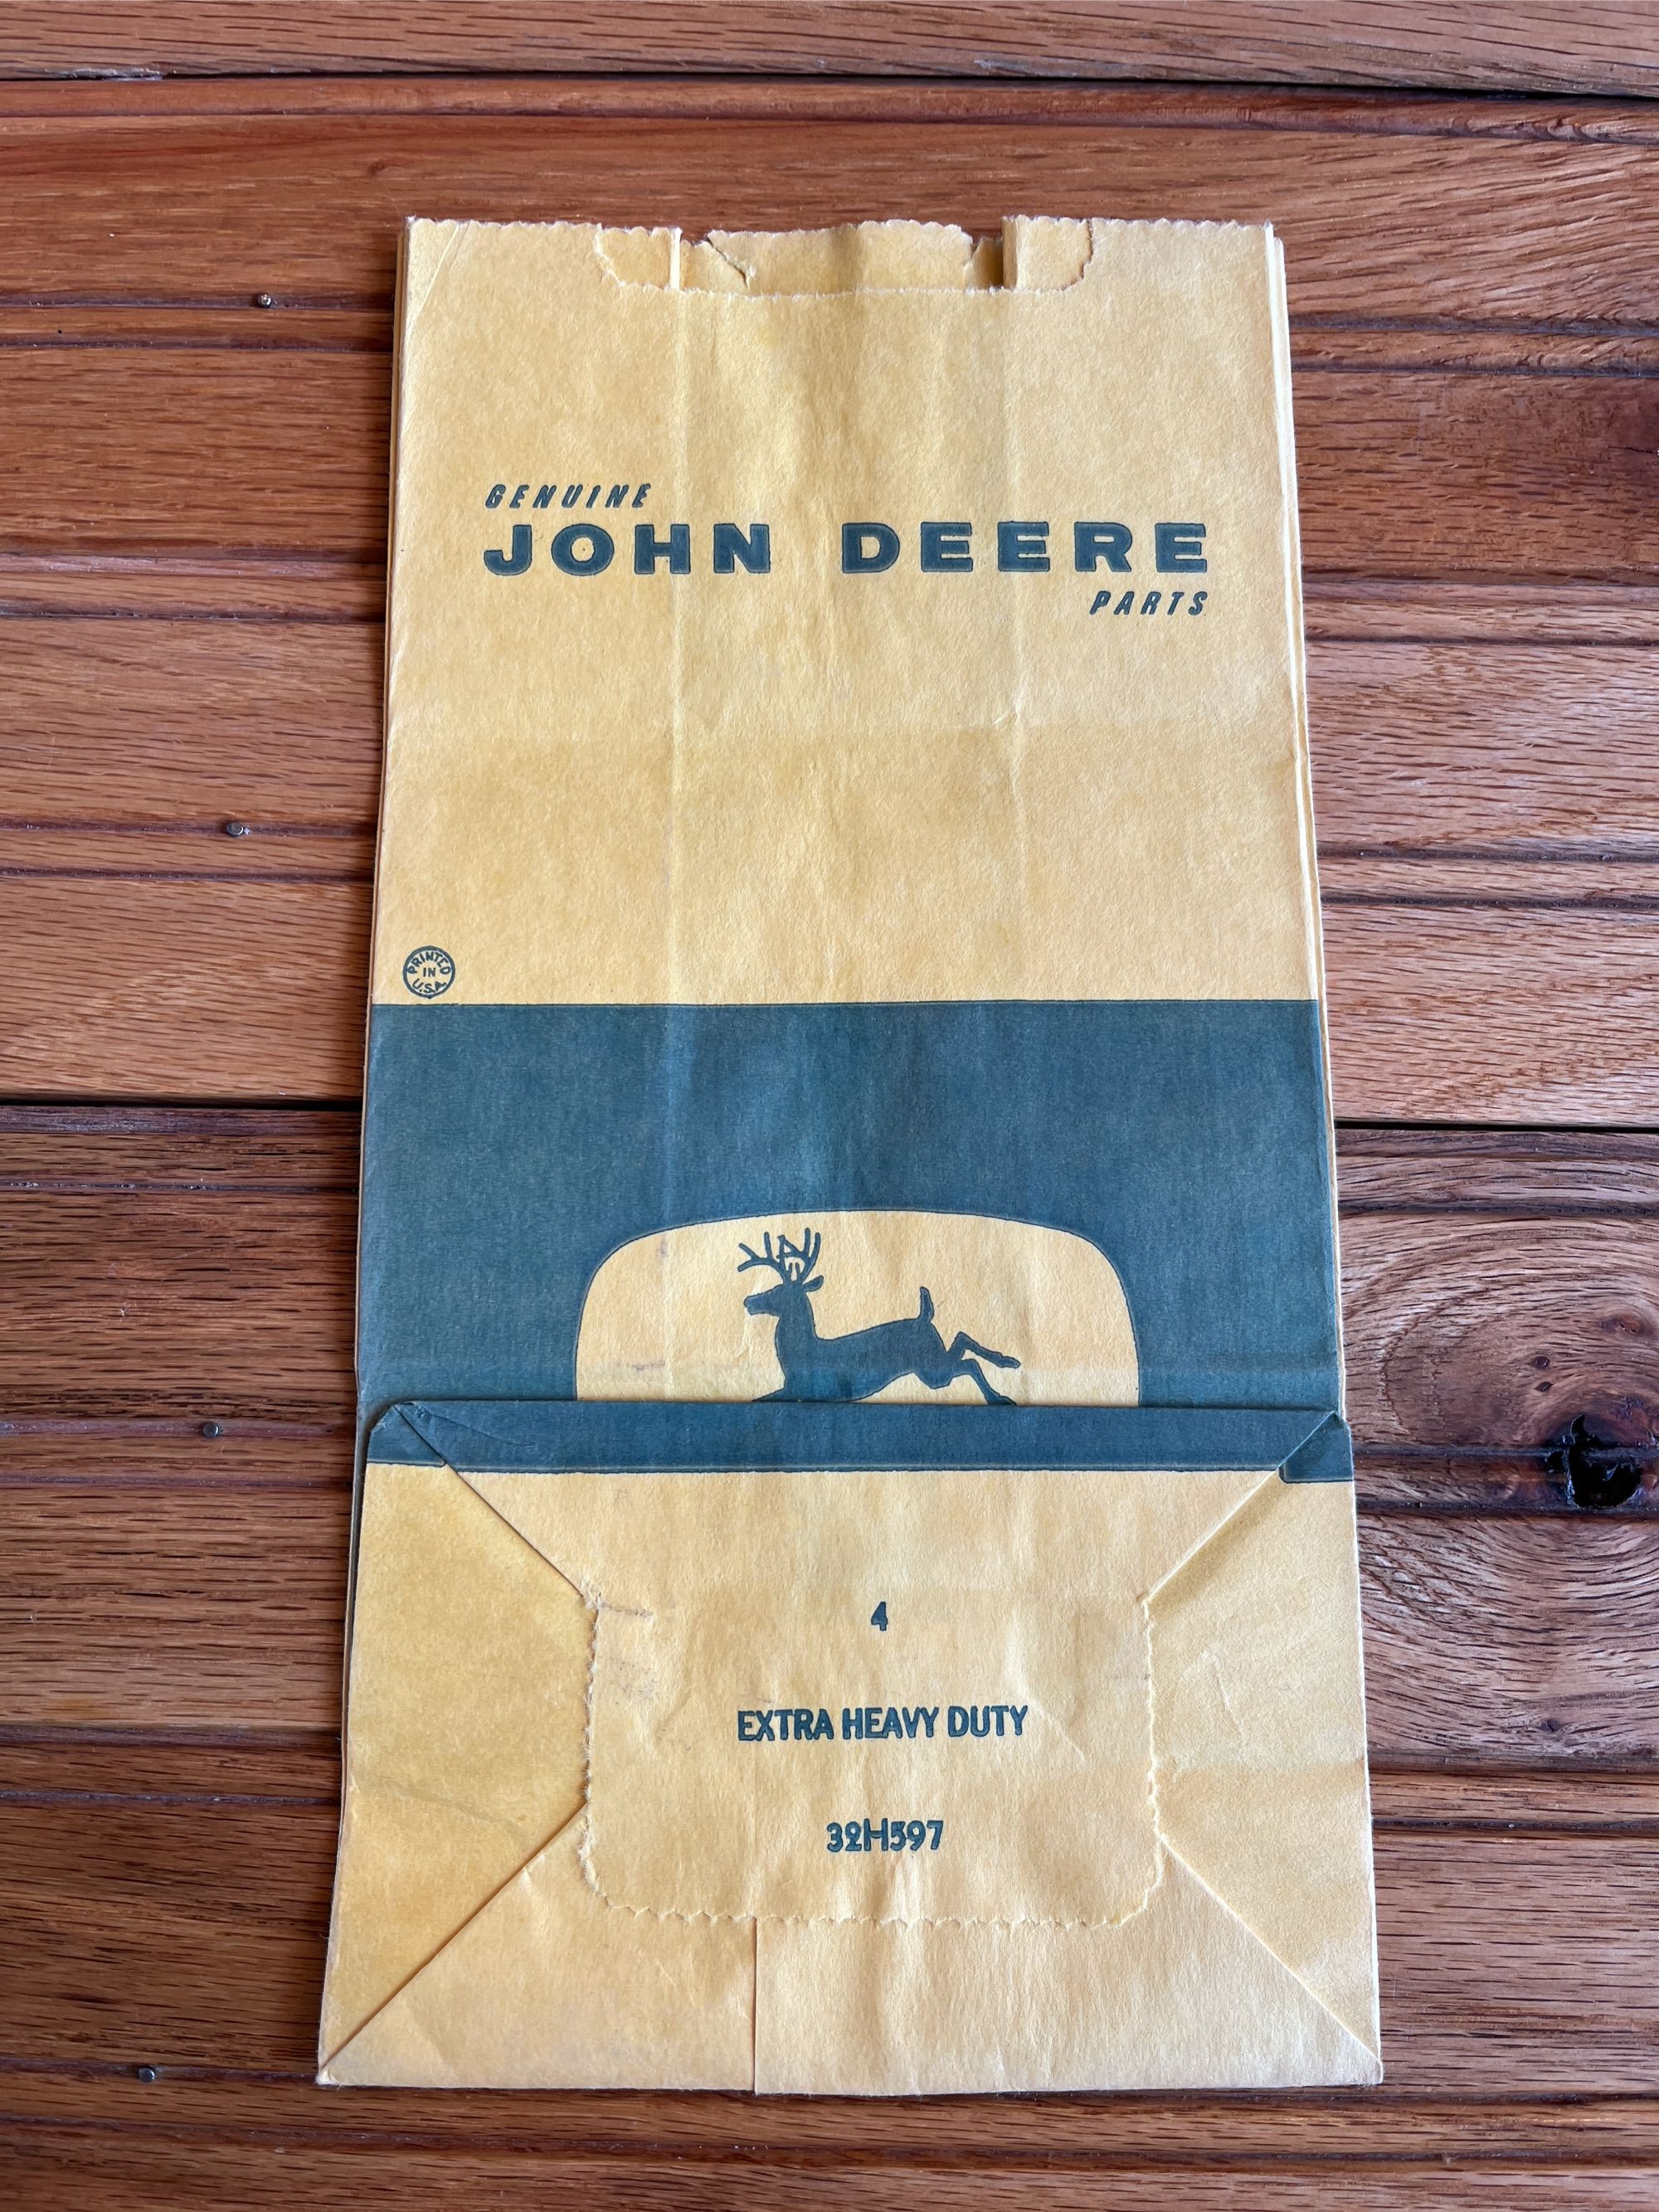 GENUINE
JOHN DEERE
PARTS
PRINTED
IN
U.S.A.
4
EXTRA HEAVY DUTY
32H597